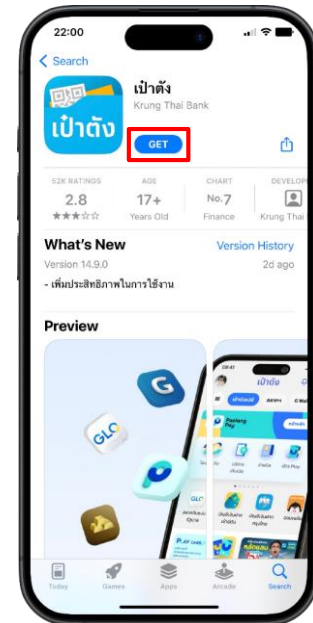 22:00
Search
เป๋าตัง
เป๋าตัง
Krung Thai Bank
GET
52K RATINGS
AGE
CHART
DEVELOP
2.8
17+
No.7
Years Old
Finance
Krung Thai
What's New
Version History
Version 14.9.0
2d ago
- เพิ่มประสิทธิภาพในการใช้งาน
Preview
G
GLO
08:41
เป๋าตัง
Paotang Pay
GLO
Today
Games
Apps
Arcade
Search